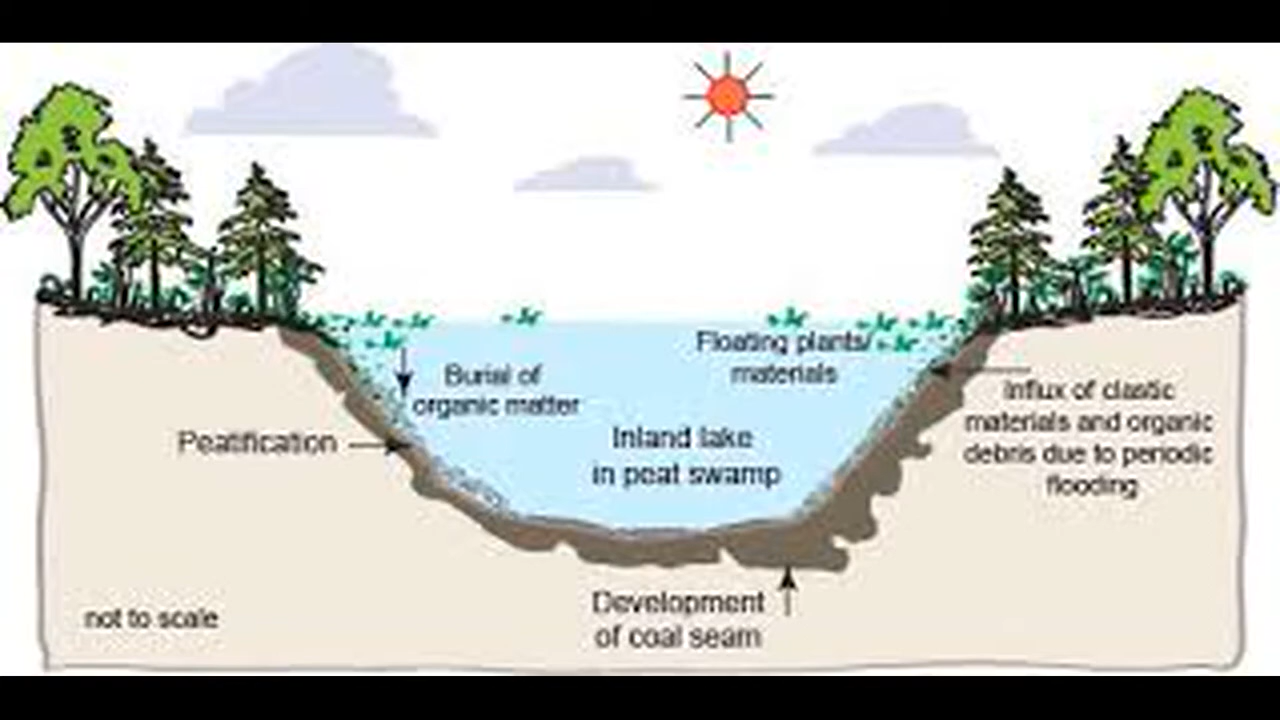 Floating plants/
materials
Burial of
organic matter
Influx of clastic
materials and organic
debris due to periodic
flooding
Peatification
Inland lake
in peat swamp
Development
of coal seam
not to scale